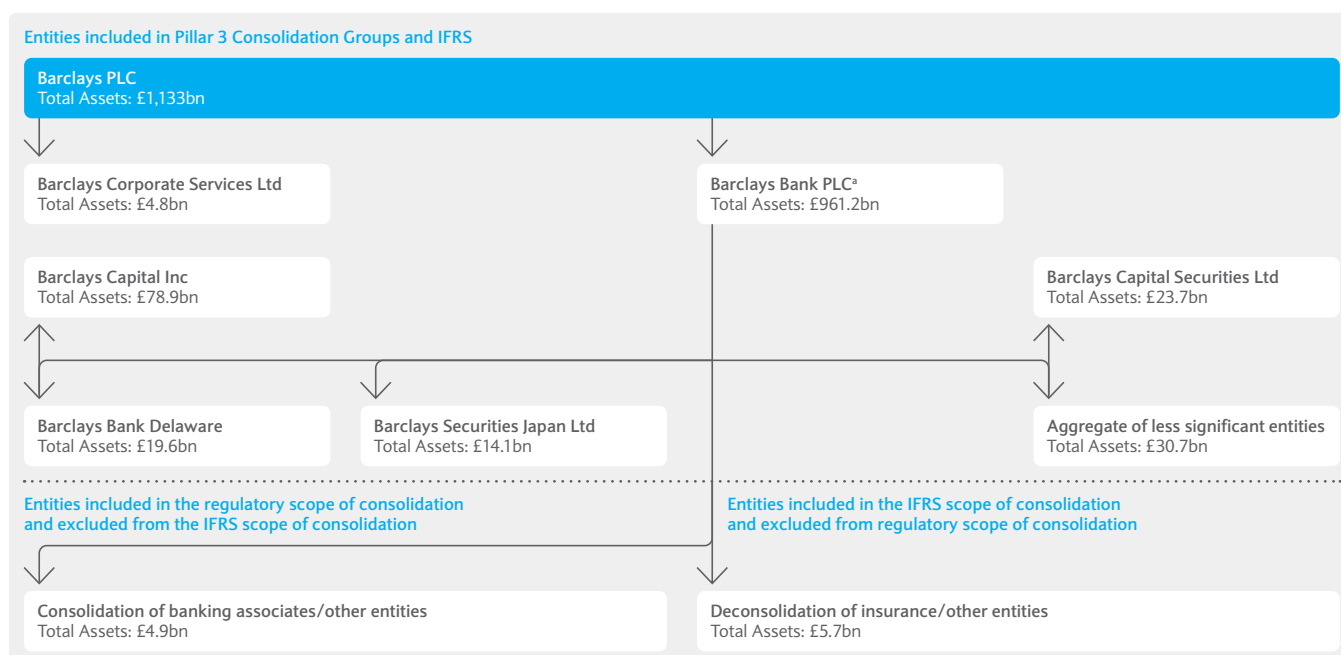 Entities included in Pillar 3 Consolidation Groups and IFRS
Barclays PLC
Total Assets: £1,133bn
Barclays Corporate Services Ltd
Total Assets: £4.8bn
Barclays Bank PLCᵃ
Total Assets: £961.2bn
Barclays Capital Inc
Total Assets: £78.9bn
Barclays Capital Securities Ltd
Total Assets: £23.7bn
Barclays Bank Delaware
Total Assets: £19.6bn
Barclays Securities Japan Ltd
Total Assets: £14.1bn
Aggregate of less significant entities
Total Assets: £30.7bn
Entities included in the regulatory scope of consolidation
and excluded from the IFRS scope of consolidation
Entities included in the IFRS scope of consolidation
and excluded from regulatory scope of consolidation
Consolidation of banking associates/other entities
Total Assets: £4.9bn
Deconsolidation of insurance/other entities
Total Assets: £5.7bn